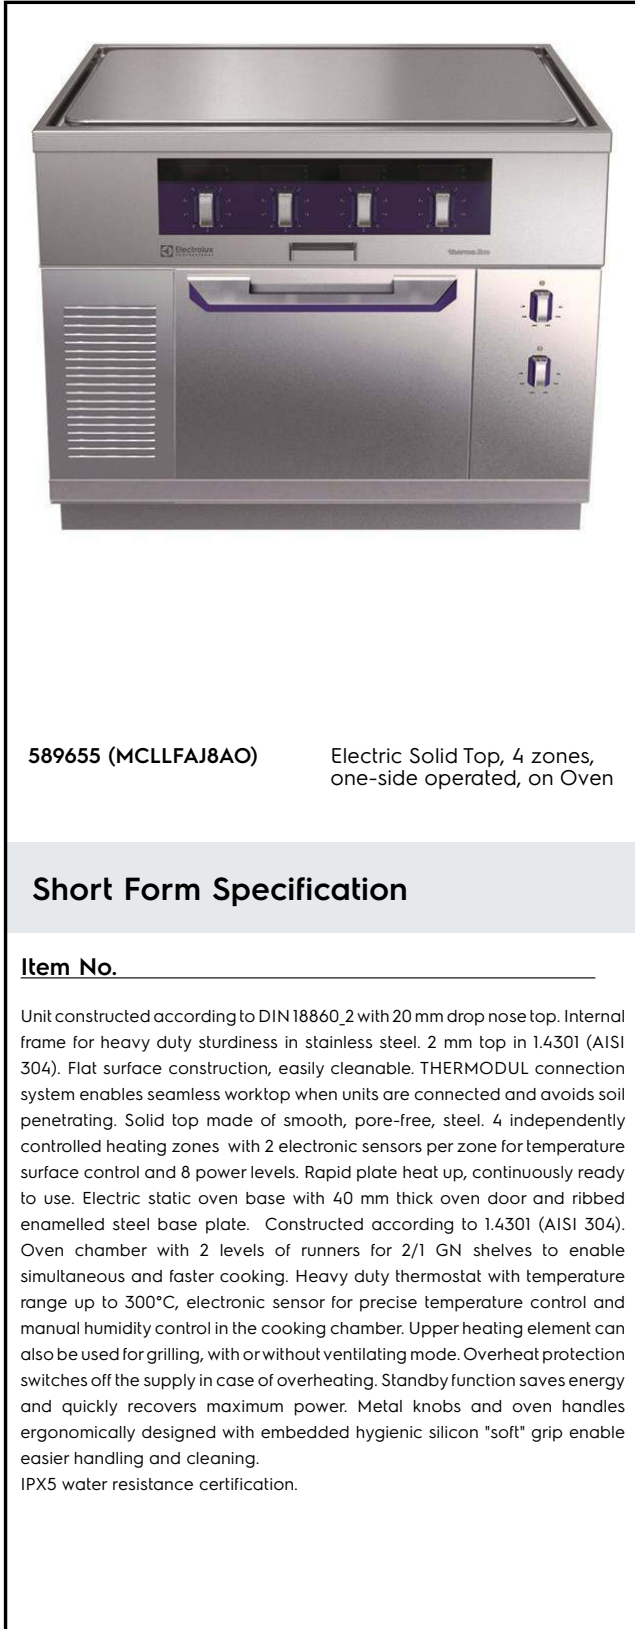 Electrolux
PROFESSIONAL
thermaline
589655 (MCLLFAJ8AO)
Electric Solid Top, 4 zones,
one-side operated, on Oven
Short Form Specification
Item No.
Unit constructed according to DIN 18860_2 with 20 mm drop nose top. Internal
frame for heavy duty sturdiness in stainless steel. 2 mm top in 1.4301 (AISI
304). Flat surface construction, easily cleanable. THERMODUL connection
system enables seamless worktop when units are connected and avoids soil
penetrating. Solid top made of smooth, pore-free, steel. 4 independently
controlled heating zones with 2 electronic sensors per zone for temperature
surface control and 8 power levels. Rapid plate heat up, continuously ready
to use. Electric static oven base with 40 mm thick oven door and ribbed
enamelled steel base plate. Constructed according to 1.4301 (AISI 304).
Oven chamber with 2 levels of runners for 2/1 GN shelves to enable
simultaneous and faster cooking. Heavy duty thermostat with temperature
range up to 300°C, electronic sensor for precise temperature control and
manual humidity control in the cooking chamber. Upper heating element can
also be used for grilling, with or without ventilating mode. Overheat protection
switches off the supply in case of overheating. Standby function saves energy
and quickly recovers maximum power. Metal knobs and oven handles
ergonomically designed with embedded hygienic silicon "soft" grip enable
easier handling and cleaning.
IPX5 water resistance certification.